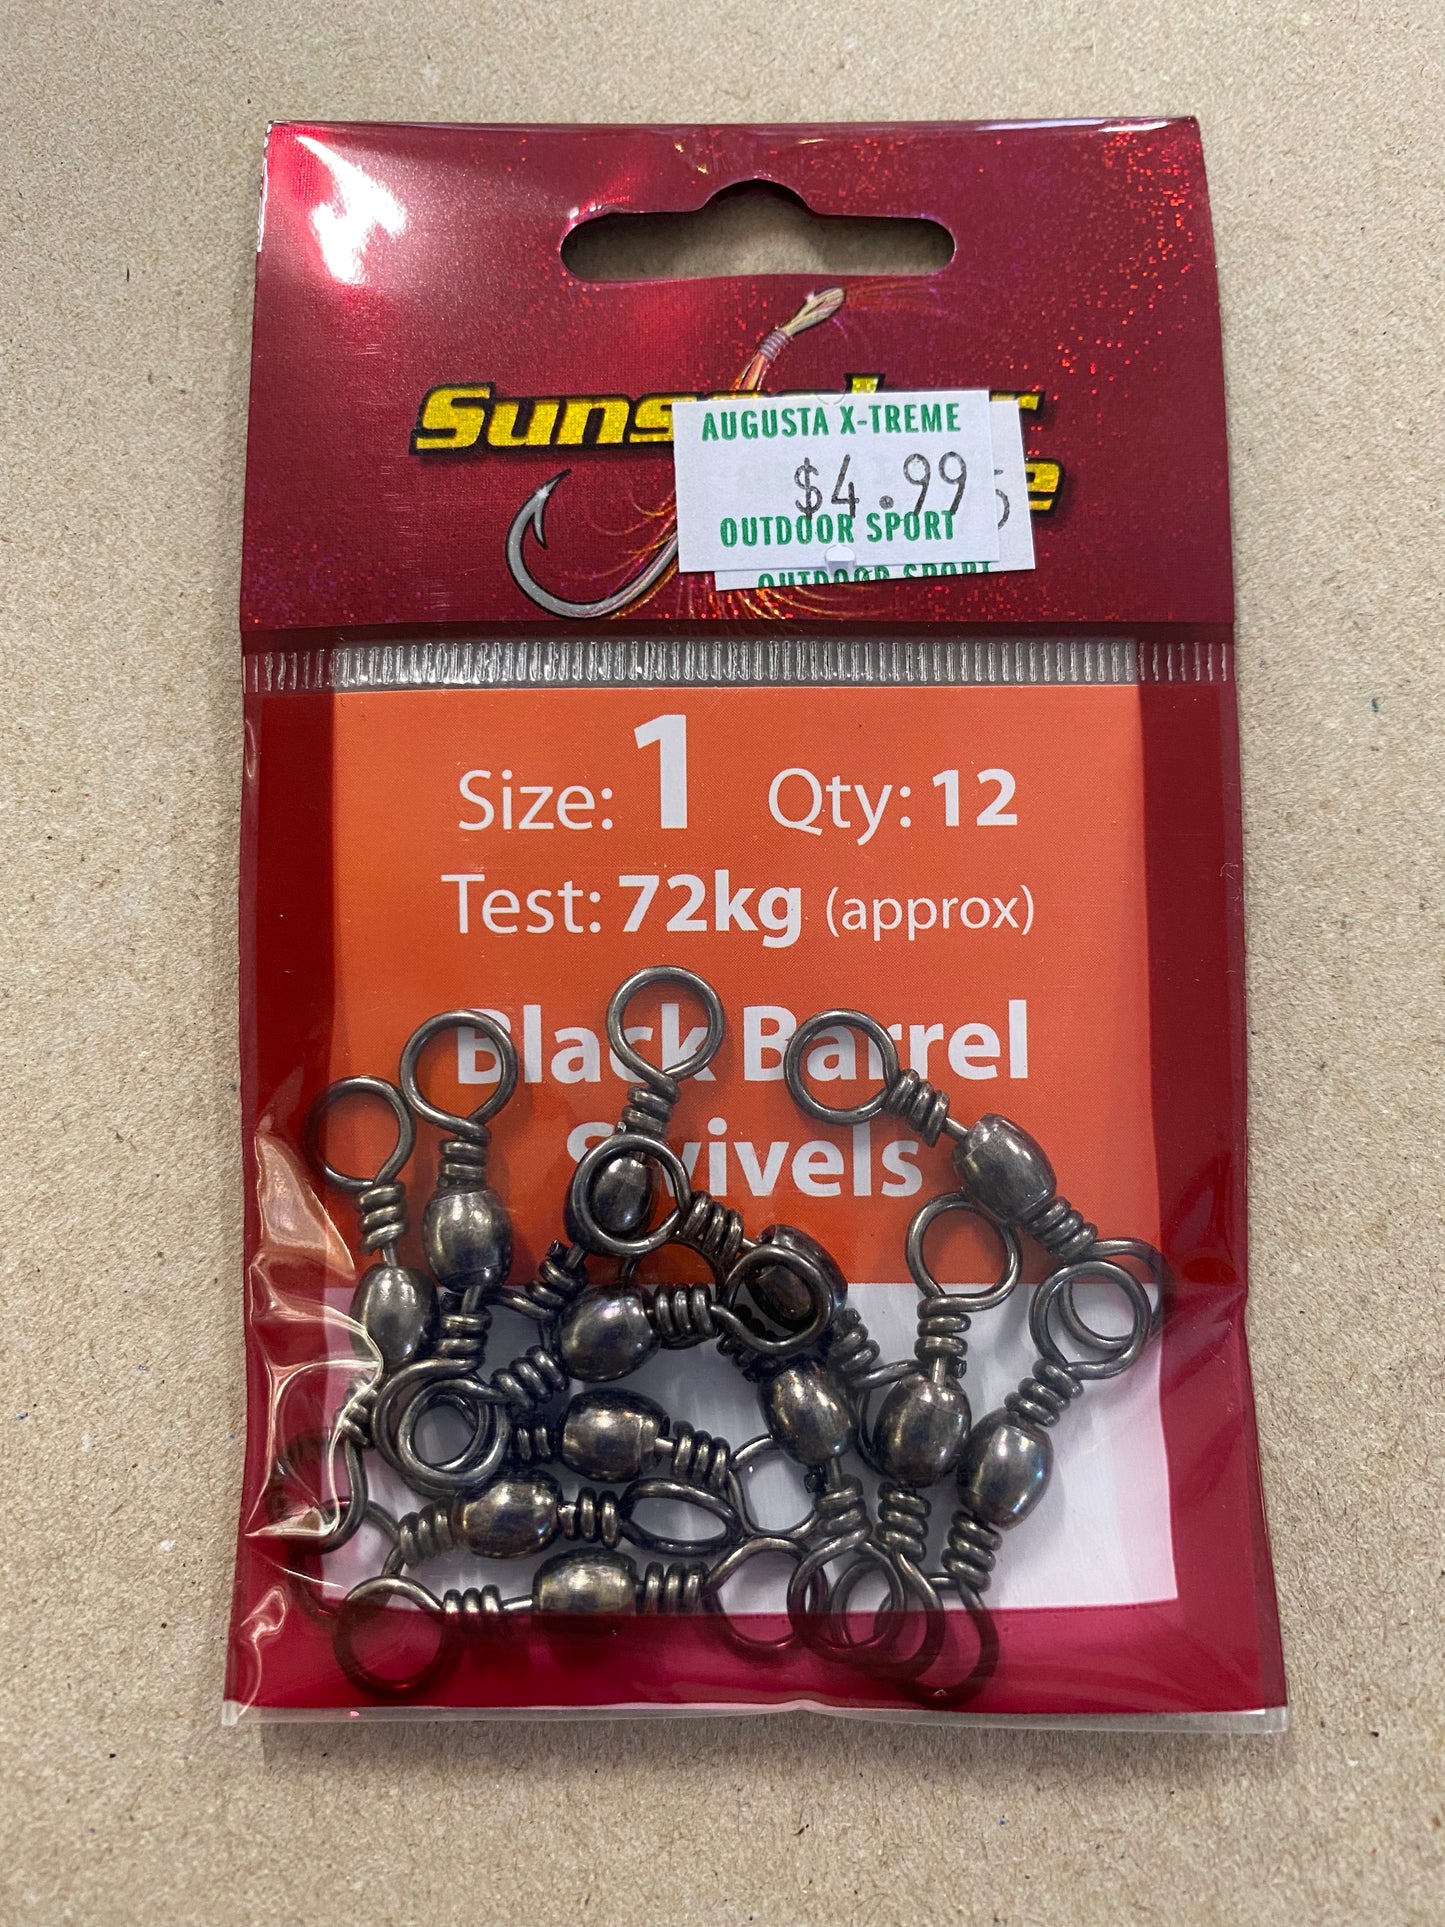 AUGUSTA X-TREME
$4.99
OUTDOOR SPORT
OUTDOOR SPORT
Size: 1 Qty: 12
Test: 72kg (approx)
Black Barrel
Swivels